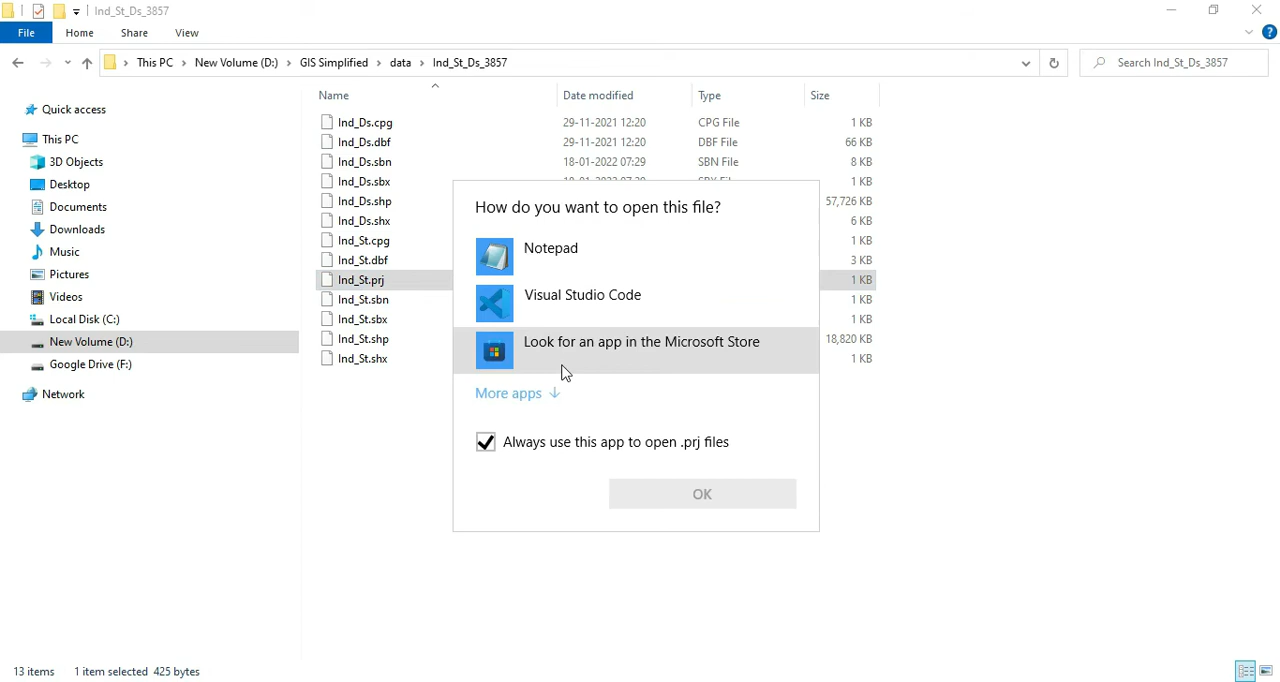 Ind_St_Ds_3857
File Home Share View
This PC › New Volume (D:) › GIS Simplified › data › Ind_St_Ds_3857 Search Ind_St_Ds_3857
Quick access
This PC
3D Objects
Desktop
Documents
Downloads
Music
Pictures
Videos
Local Disk (C:)
New Volume (D:)
Google Drive (F:)
Network
Name Date modified Type Size
Ind_Ds.cpg 29-11-2021 12:20 CPG File 1 KB
Ind_Ds.dbf 29-11-2021 12:20 DBF File 66 KB
Ind_Ds.sbn 18-01-2022 07:29 SBN File 8 KB
Ind_Ds.sbx 1 KB
Ind_Ds.shp 57,726 KB
Ind_Ds.shx 6 KB
Ind_St.cpg 1 KB
Ind_St.dbf 3 KB
Ind_St.prj 1 KB
Ind_St.sbn 1 KB
Ind_St.sbx 1 KB
Ind_St.shp 18,820 KB
Ind_St.shx 1 KB
How do you want to open this file?
Notepad
Visual Studio Code
Look for an app in the Microsoft Store
More apps ↓
Always use this app to open .prj files
OK
13 items 1 item selected 425 bytes